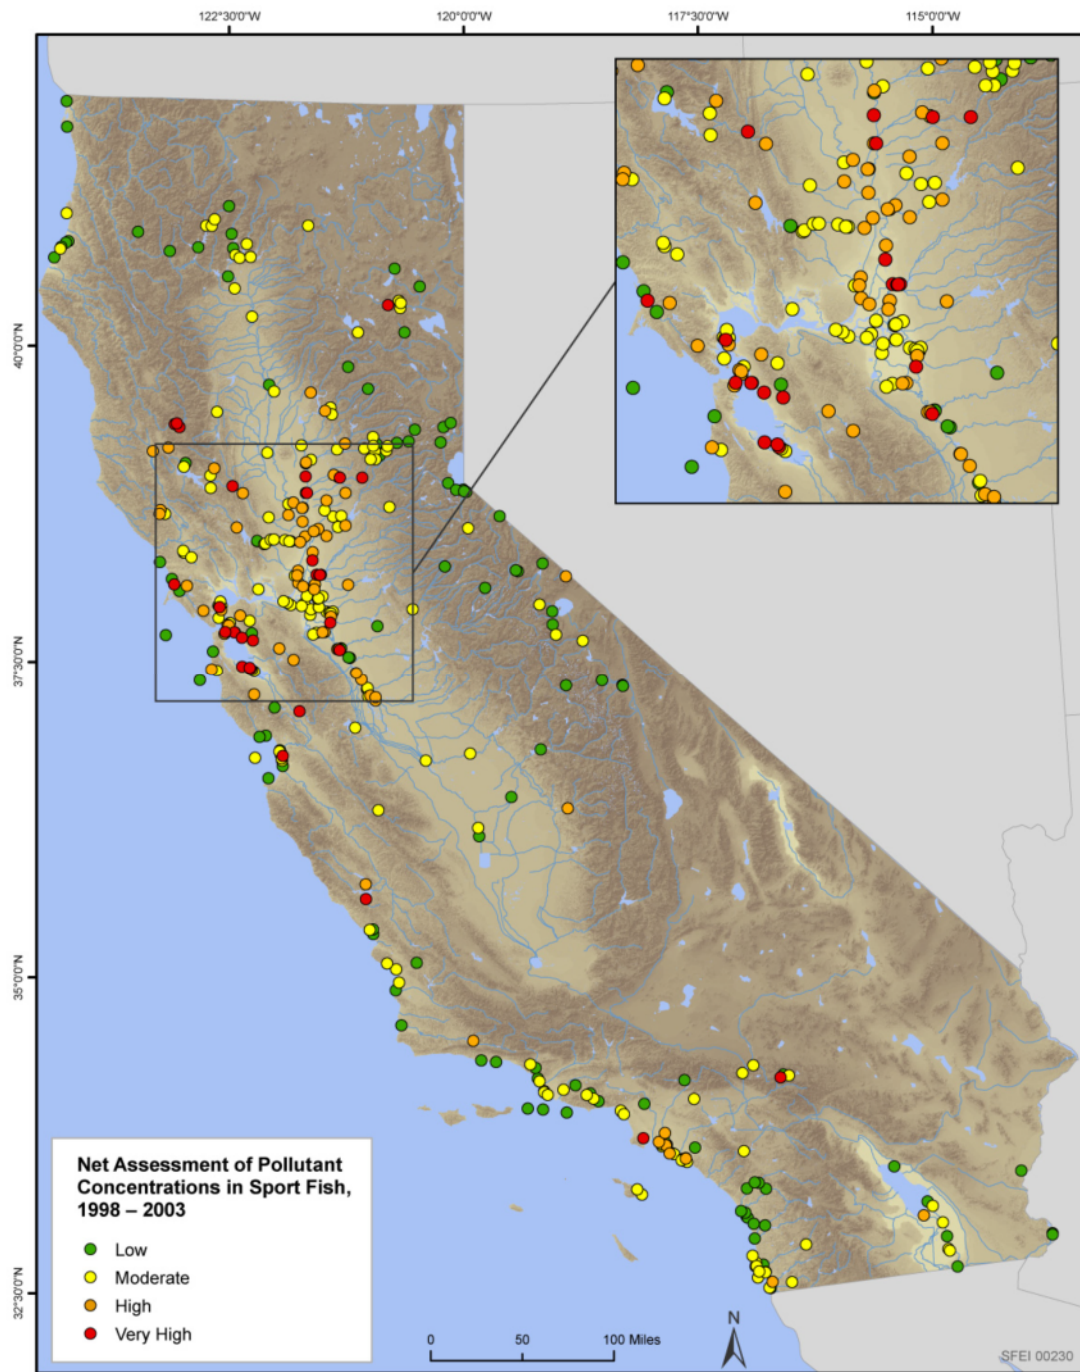 122°30'0"W 120°0'0"W 117°30'0"W 115°0'0"W
40°0'0"N
37°30'0"N
35°0'0"N
32°30'0"N
Net Assessment of Pollutant
Concentrations in Sport Fish,
1998 – 2003
Low
Moderate
High
Very High
0 50 100 Miles
N
SFEI 00230